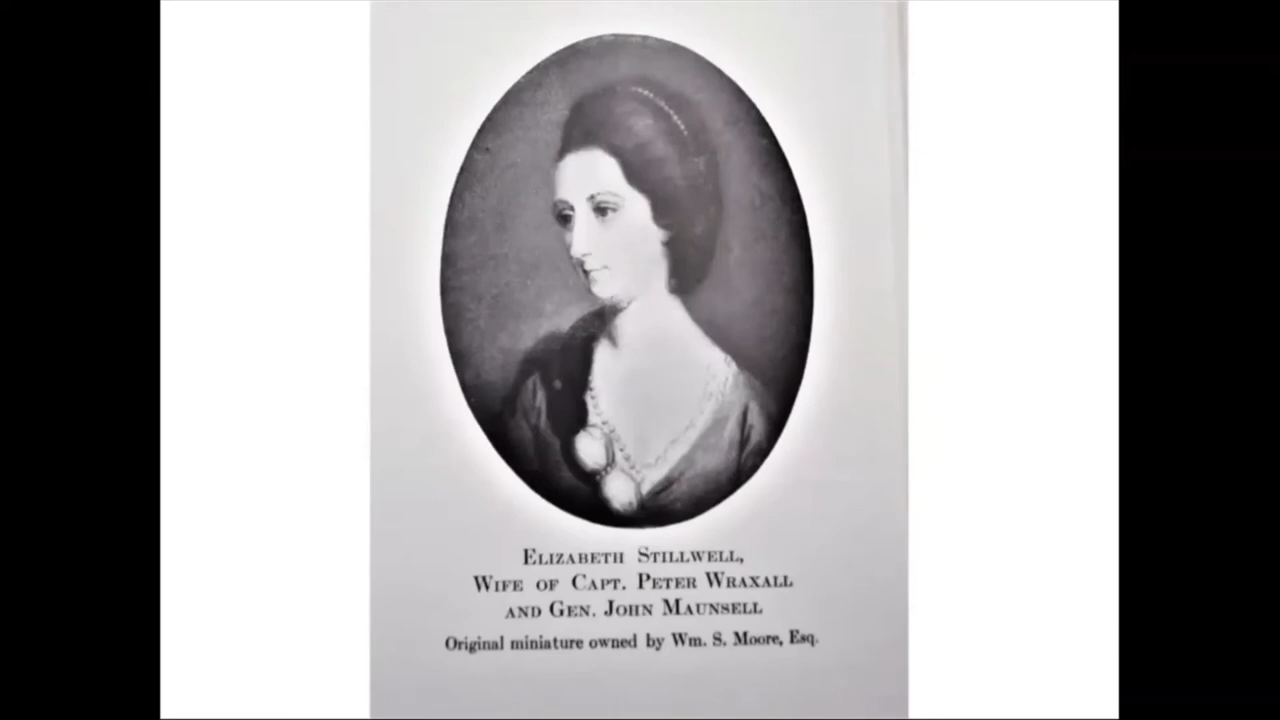 Elizabeth Stillwell,
Wife of Capt. Peter Wraxall
and Gen. John Maunsell
Original miniature owned by Wm. S. Moore, Esq.